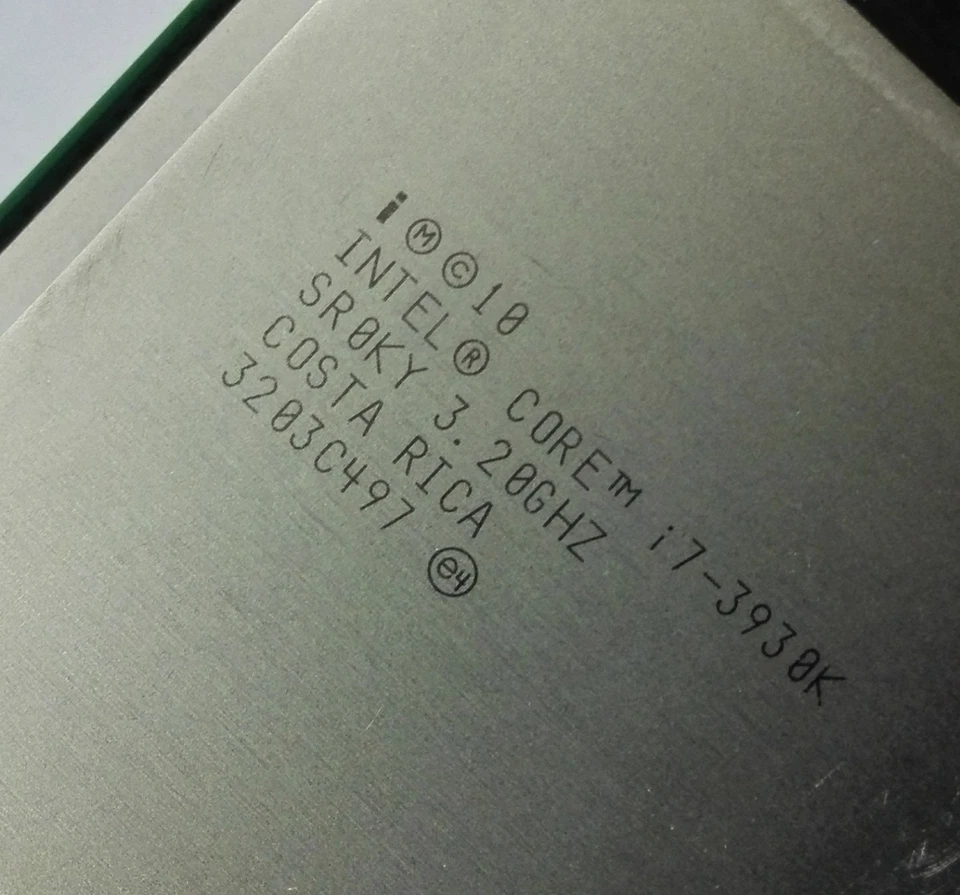 i Ⓜ © 10
INTEL® CORE™ i7-3930K
SR0KY 3.20GHZ
COSTA RICA
3203C497 e4